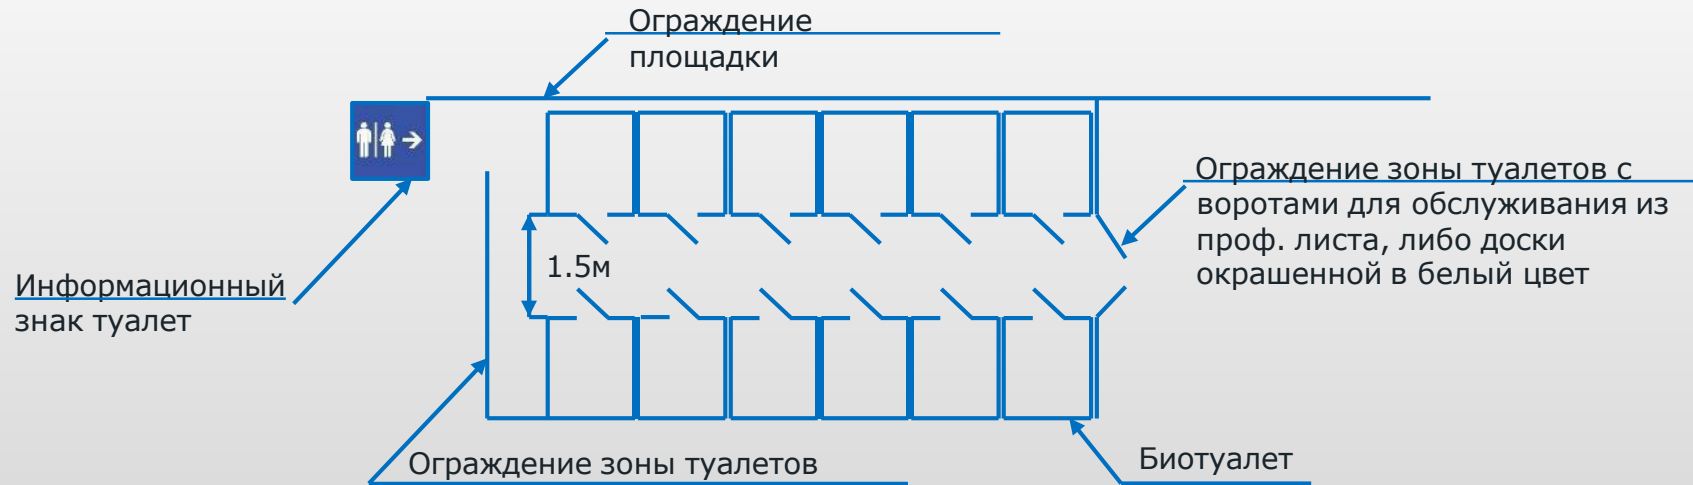 Ограждение
площадки
Ограждение зоны туалетов с
воротами для обслуживания из
проф. листа, либо доски
окрашенной в белый цвет
1.5м
Информационный
знак туалет
Ограждение зоны туалетов
Биотуалет